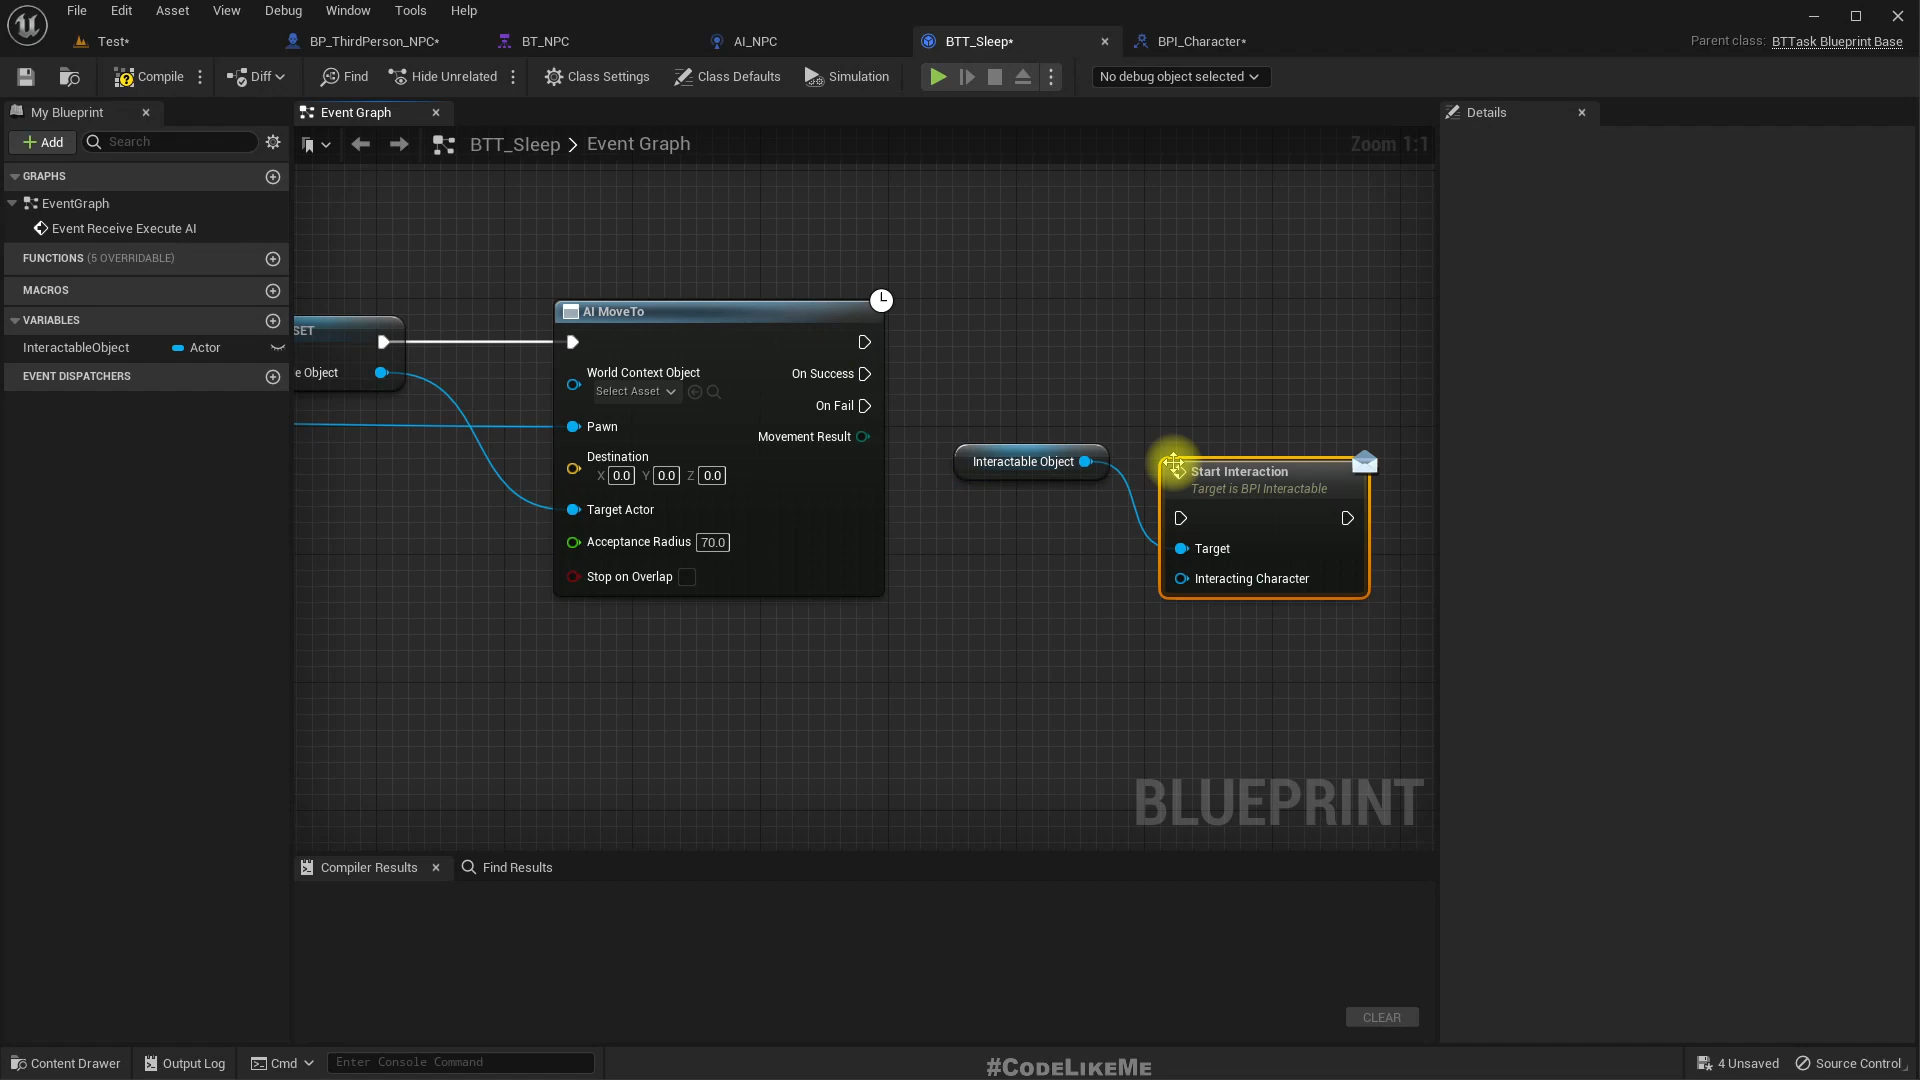 File Edit Asset View Debug Window Tools Help
Test* BP_ThirdPerson_NPC* BT_NPC AI_NPC BTT_Sleep* BPI_Character* Parent class: BTTask Blueprint Base
Compile Diff Find Hide Unrelated Class Settings Class Defaults Simulation No debug object selected
My Blueprint Event Graph Details
Add Search BTT_Sleep > Event Graph Zoom 1:1
GRAPHS
EventGraph
Event Receive Execute AI
FUNCTIONS (5 OVERRIDABLE)
MACROS
VARIABLES
InteractableObject Actor
EVENT DISPATCHERS
SET
e Object
AI MoveTo
World Context Object
Select Asset
On Success
On Fail
Pawn
Movement Result
Destination
X 0.0 Y 0.0 Z 0.0
Target Actor
Acceptance Radius 70.0
Stop on Overlap
Interactable Object
Start Interaction
Target is BPI Interactable
Target
Interacting Character
BLUEPRINT
Compiler Results Find Results
CLEAR
Content Drawer Output Log Cmd Enter Console Command #CodeLikeMe 4 Unsaved Source Control